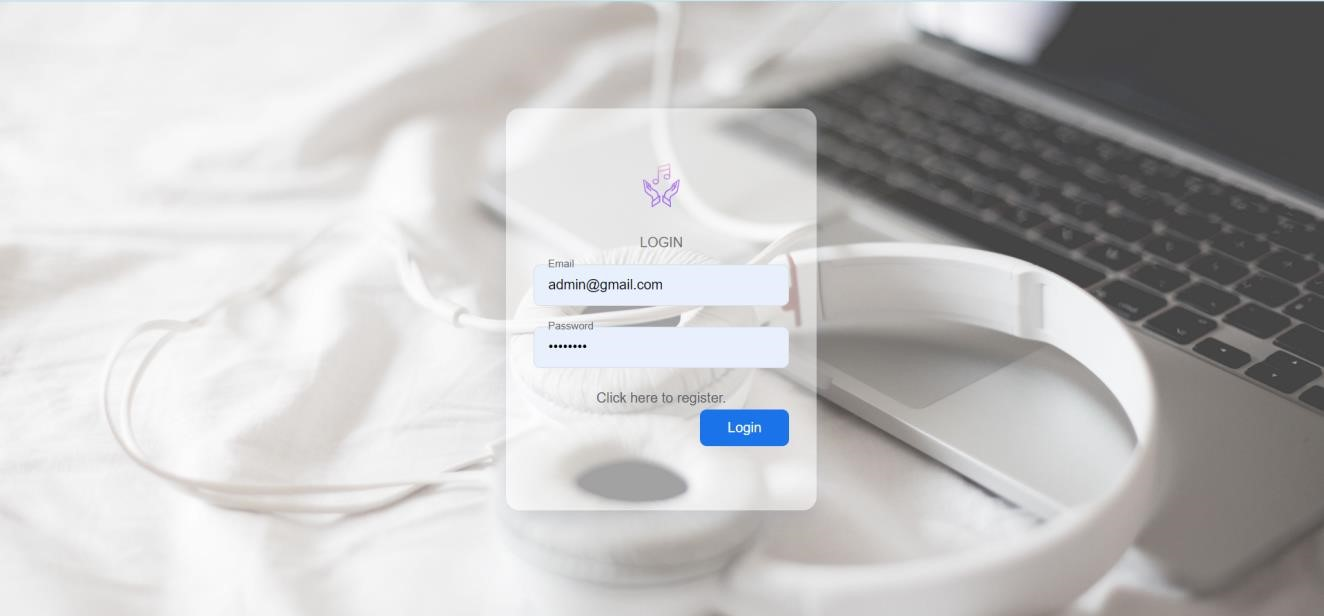 LOGIN
Email
admin@gmail.com
Password
••••••••
Click here to register.
Login